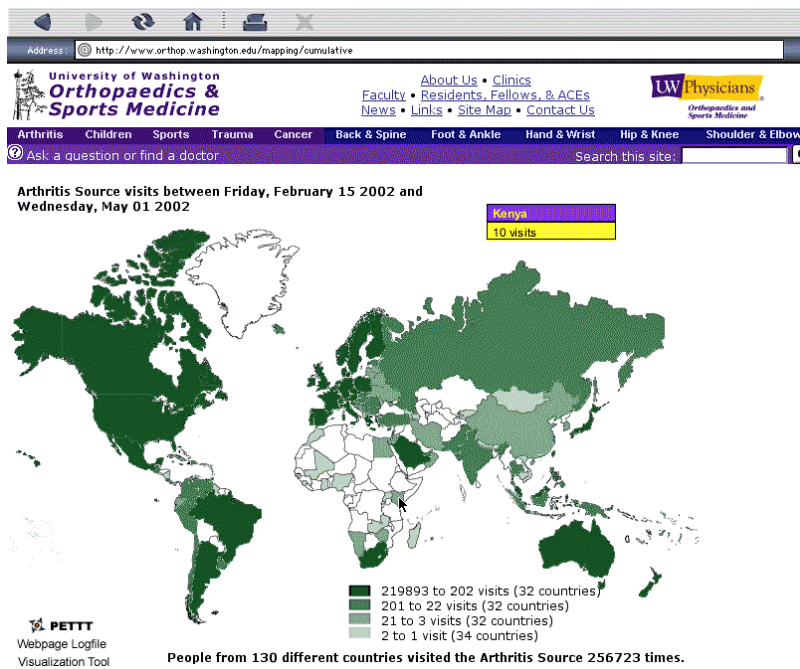 Address: @ http://www.orthop.washington.edu/mapping/cumulative
University of Washington
Orthopaedics &
Sports Medicine
About Us • Clinics
Faculty • Residents, Fellows, & ACEs
News • Links • Site Map • Contact Us
UW Physicians
Orthopaedics and
Sports Medicine
Arthritis Children Sports Trauma Cancer Back & Spine Foot & Ankle Hand & Wrist Hip & Knee Shoulder & Elbow
? Ask a question or find a doctor Search this site:
Arthritis Source visits between Friday, February 15 2002 and
Wednesday, May 01 2002
Kenya
10 visits
219893 to 202 visits (32 countries)
201 to 22 visits (32 countries)
21 to 3 visits (32 countries)
2 to 1 visit (34 countries)
PETTT
Webpage Logfile
Visualization Tool
People from 130 different countries visited the Arthritis Source 256723 times.